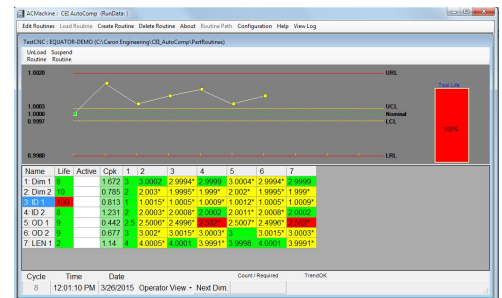 ACMachine : CEI AutoComp (RunData: )
Edit Routines Load Routine Create Routine Delete Routine About Routine Path Configuration Help View Log
TestCNC : EQUATOR-DEMO (C:\Caron Engineering\CEI_AutoComp\PartRoutines)
UnLoad Suspend
Routine Routine
1.0020 URL
Tool Life
1.0003 UCL
1.0000 Nominal
0.9997 LCL
100%
0.9980 LRL
Name Life Active Cpk 1 2 3 4 5 6 7
1: Dim 1 8 1.672 3 3.0002 2.9994* 2.9999 3.0004* 2.9994* 2.9999
2: Dim 2 10 0.785 2 2.003* 1.9995* 1.999* 2.002* 1.9995* 1.999*
3: ID 1 100 0.813 1 1.0015* 1.0005* 1.0009* 1.0012* 1.0005* 1.0009*
4: ID 2 8 1.231 2 2.0003* 2.0008* 2.0002 2.0011* 2.0008* 2.0002
5: OD 1 9 0.442 2.5 2.5006* 2.4996* 2.5007* 2.4996*
6: OD 2 9 0.677 3 3.002* 3.0015* 3.0003* 3 3.0015* 3.0003*
7: LEN 1 2 1.14 4 4.0005* 4.0001 3.9991* 3.9998 4.0001 3.9991*
Cycle Time Date Count / Required TrendOK
8 12:01:10 PM 3/26/2015 Operator View Next Dim.